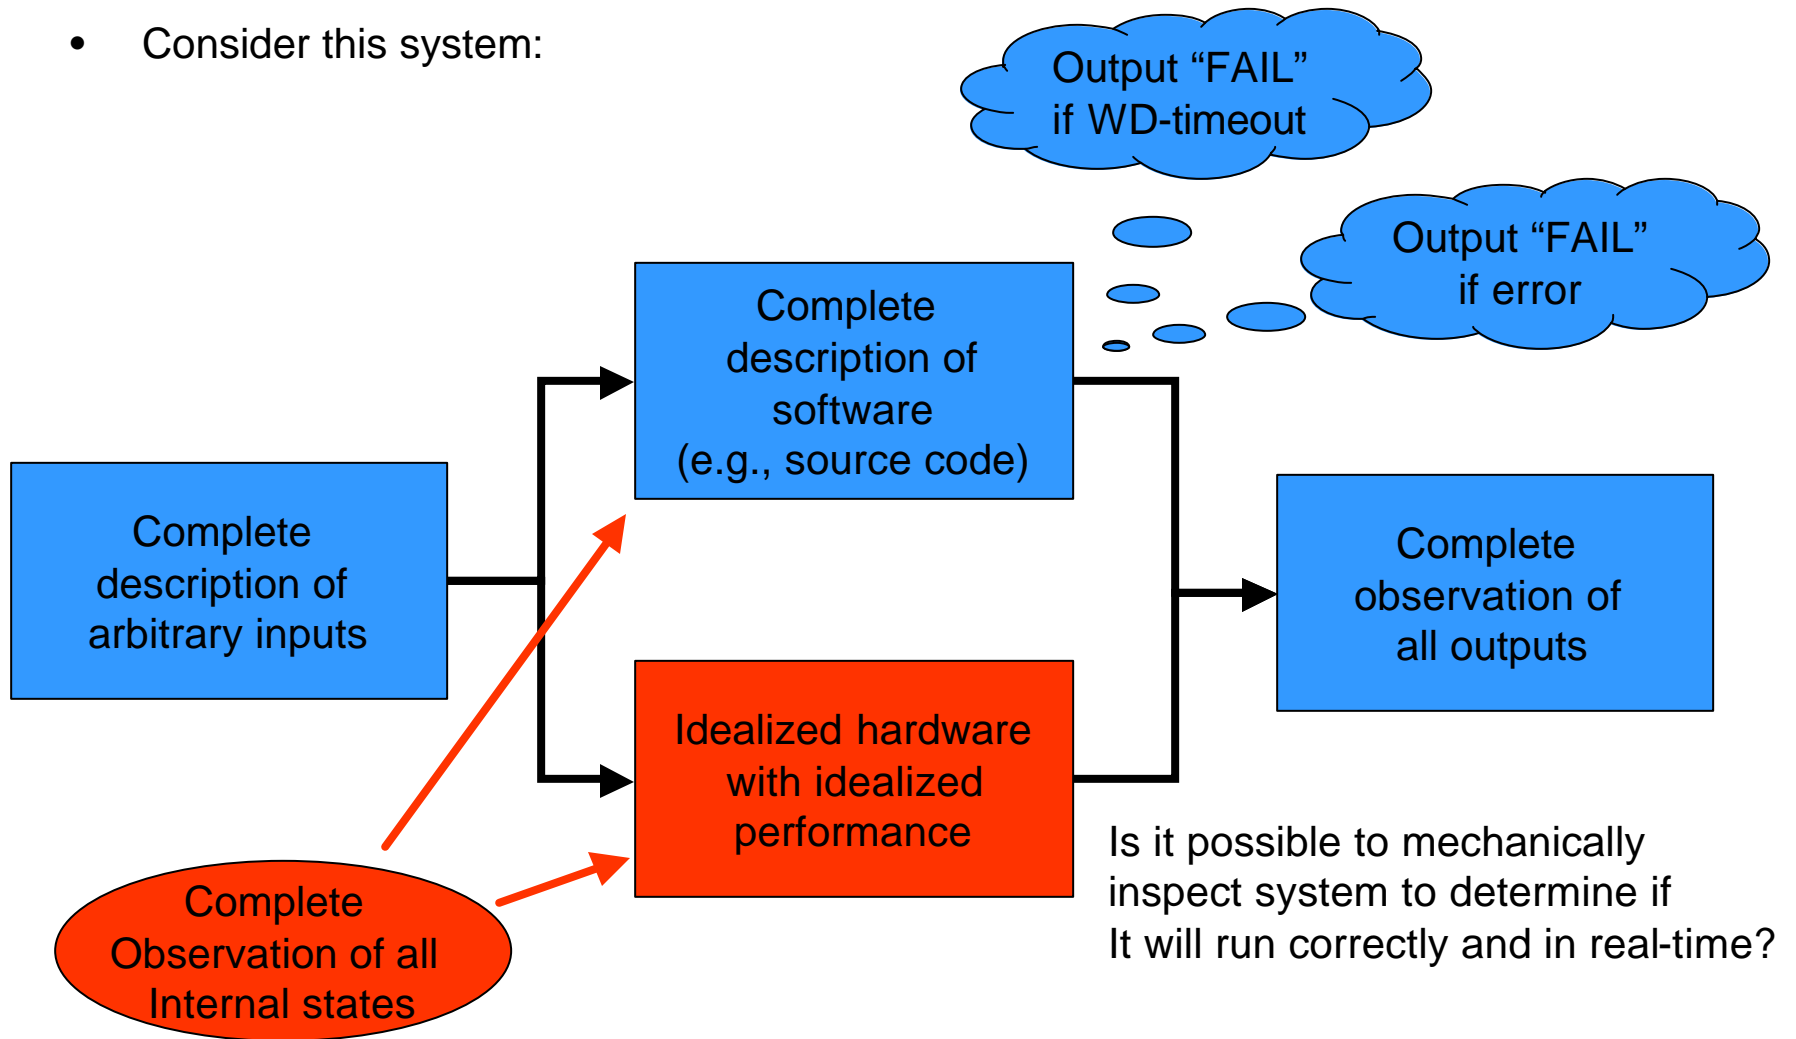 • Consider this system:
Output “FAIL”
if WD-timeout
Output “FAIL”
if error
Complete
description of
software
(e.g., source code)
Complete
description of
arbitrary inputs
Complete
observation of
all outputs
Idealized hardware
with idealized
performance
Complete
Observation of all
Internal states
Is it possible to mechanically
inspect system to determine if
It will run correctly and in real-time?